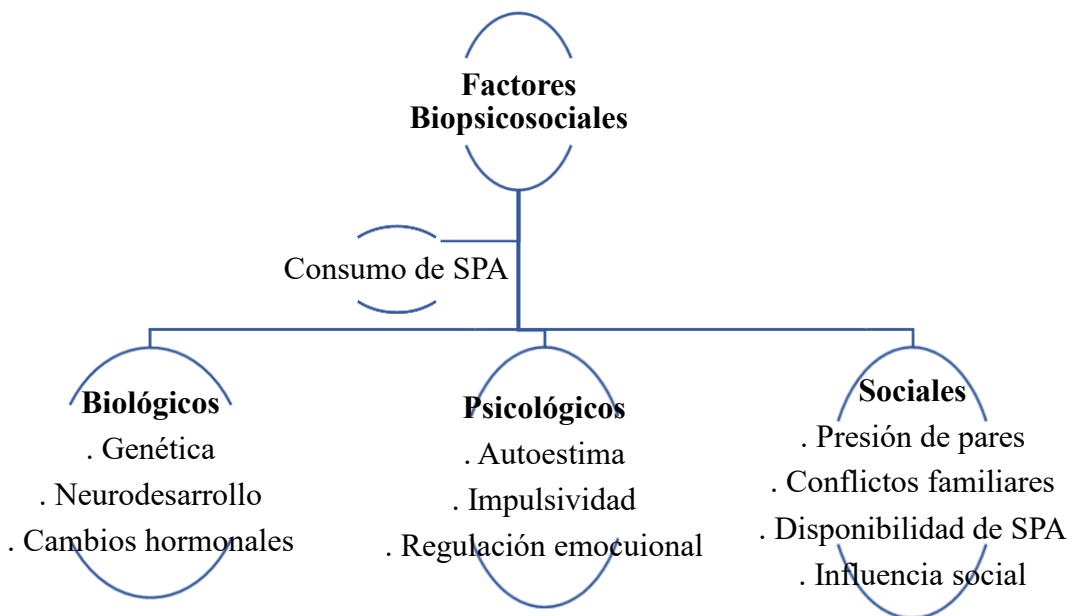 Factores
Biopsicosociales
Consumo de SPA
Biológicos
. Genética
. Neurodesarrollo
. Cambios hormonales
Psicológicos
. Autoestima
. Impulsividad
. Regulación emocuional
Sociales
. Presión de pares
. Conflictos familiares
. Disponibilidad de SPA
. Influencia social